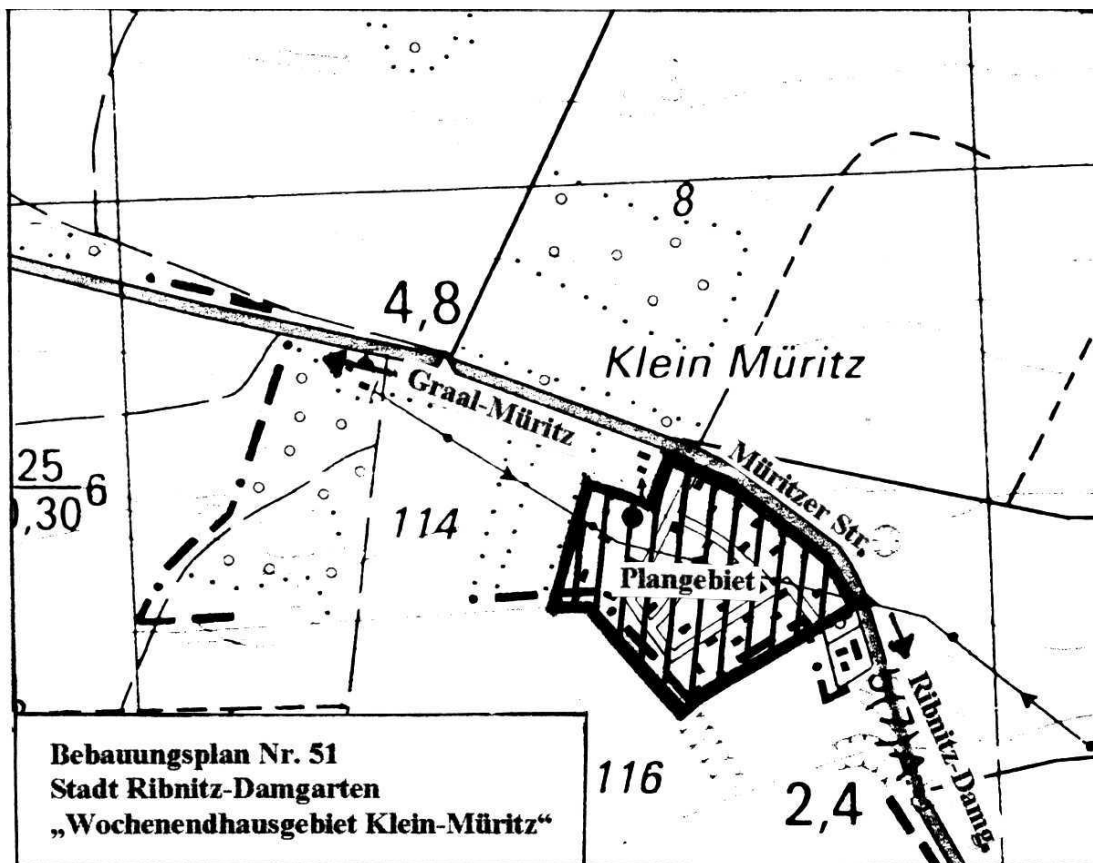 8
4,8
Klein Müritz
Graal-Müritz
Müritzer Str.
25
,30 6
114
Plangebiet
Ribnitz-Damg.
116
2,4
Bebauungsplan Nr. 51
Stadt Ribnitz-Damgarten
„Wochenendhausgebiet Klein-Müritz“